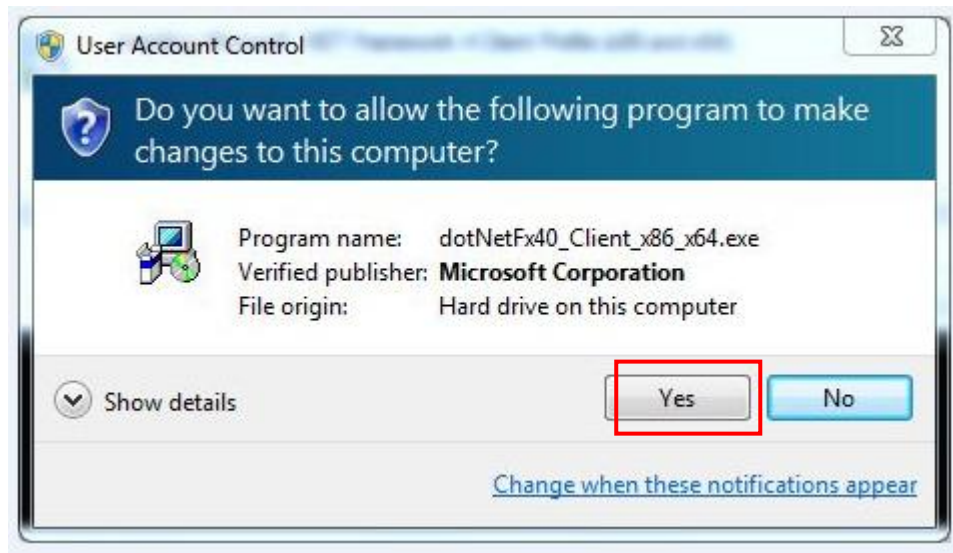 User Account Control
Do you want to allow the following program to make
changes to this computer?
Program name: dotNetFx40_Client_x86_x64.exe
Verified publisher: Microsoft Corporation
File origin: Hard drive on this computer
Show details
Yes
No
Change when these notifications appear